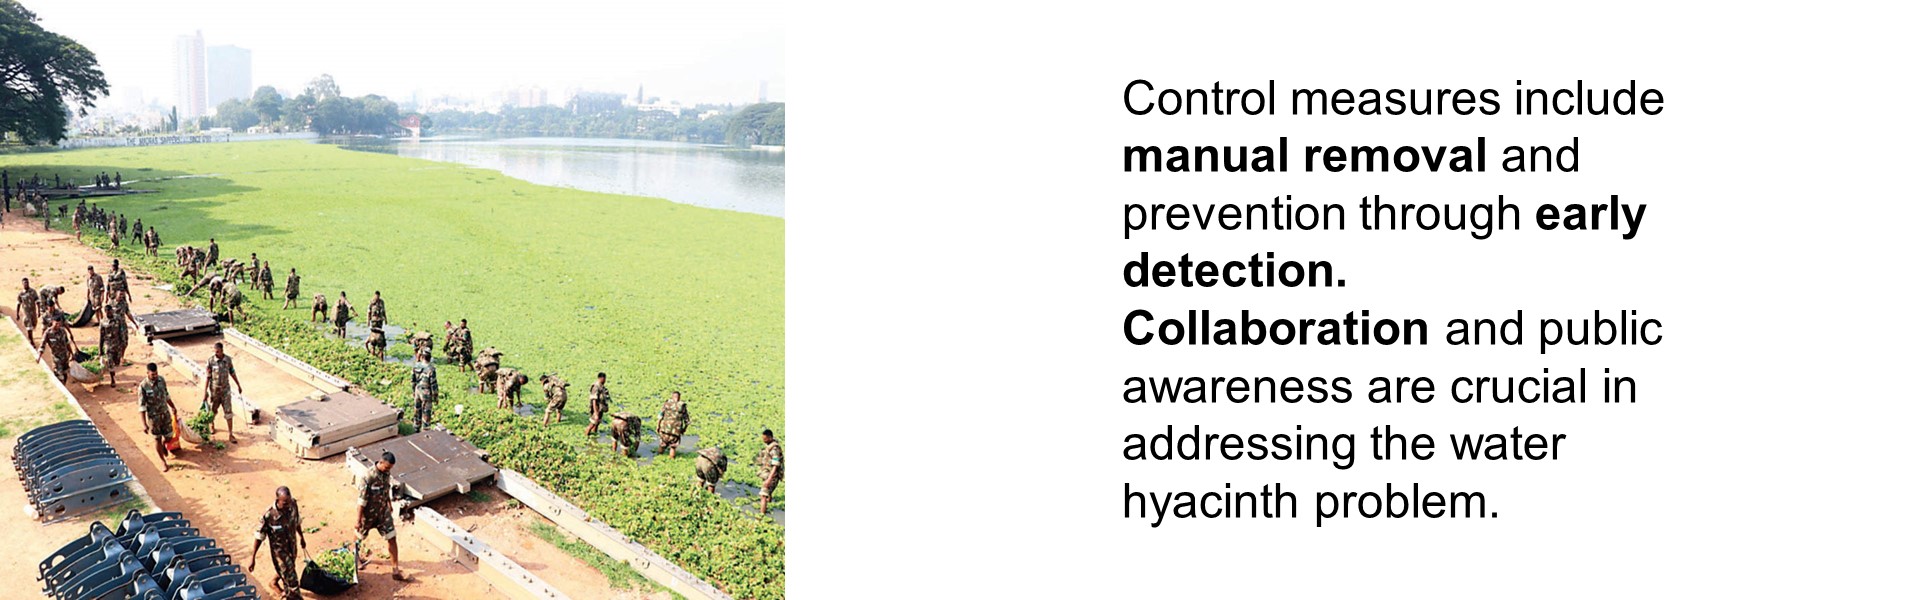 Control measures include
manual removal and
prevention through early
detection.
Collaboration and public
awareness are crucial in
addressing the water
hyacinth problem.